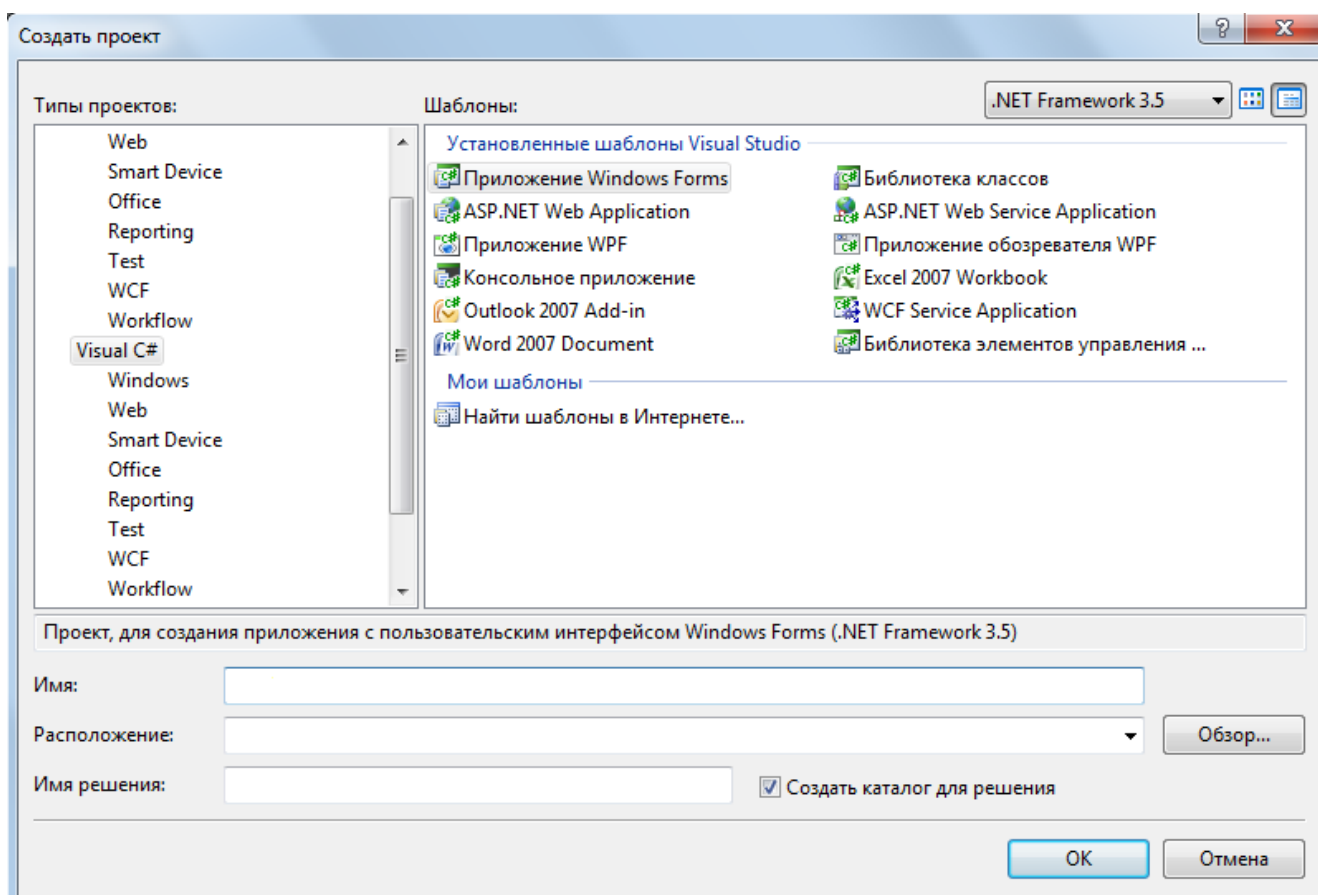 Создать проект
Типы проектов:
Шаблоны:
.NET Framework 3.5
Web
Smart Device
Office
Reporting
Test
WCF
Workflow
Visual C#
Windows
Web
Smart Device
Office
Reporting
Test
WCF
Workflow
Установленные шаблоны Visual Studio
Приложение Windows Forms
Библиотека классов
ASP.NET Web Application
ASP.NET Web Service Application
Приложение WPF
Приложение обозревателя WPF
Консольное приложение
Excel 2007 Workbook
Outlook 2007 Add-in
WCF Service Application
Word 2007 Document
Библиотека элементов управления ...
Мои шаблоны
Найти шаблоны в Интернете...
Проект, для создания приложения с пользовательским интерфейсом Windows Forms (.NET Framework 3.5)
Имя:
Расположение:
Обзор...
Имя решения:
Создать каталог для решения
OK
Отмена